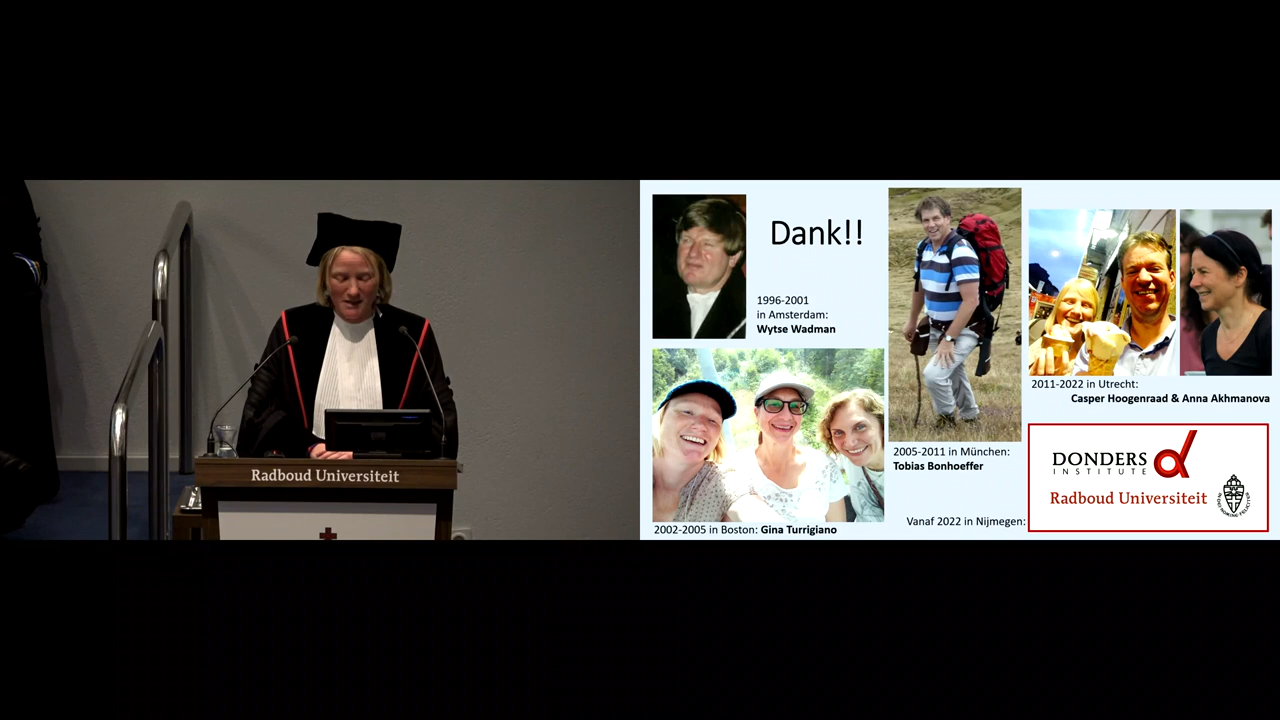 Radboud Universiteit
Dank!!
1996-2001
in Amsterdam:
Wytse Wadman
2002-2005 in Boston: Gina Turrigiano
2005-2011 in München:
Tobias Bonhoeffer
2011-2022 in Utrecht:
Casper Hoogenraad & Anna Akhmanova
Vanaf 2022 in Nijmegen:
DONDERS
INSTITUTE
Radboud Universiteit